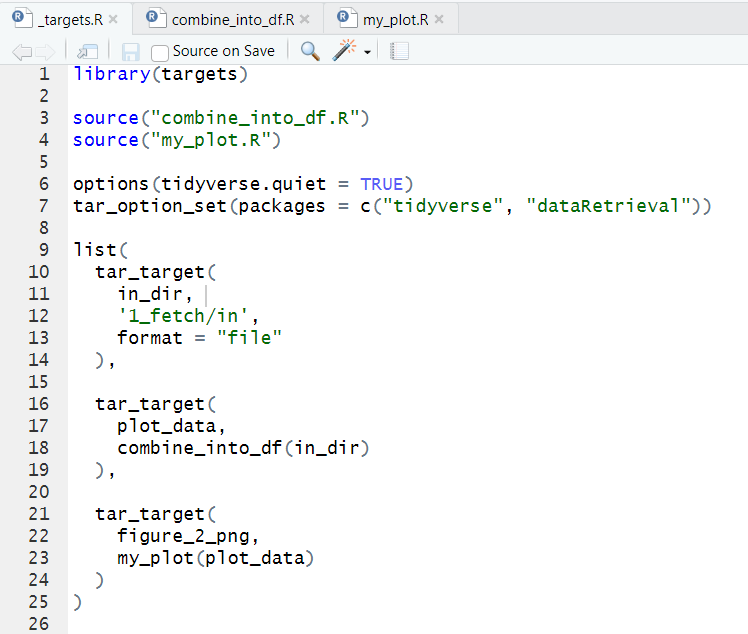 _targets.R combine_into_df.R my_plot.R
Source on Save
1 library(targets)
2
3 source("combine_into_df.R")
4 source("my_plot.R")
5
6 options(tidyverse.quiet = TRUE)
7 tar_option_set(packages = c("tidyverse", "dataRetrieval"))
8
9 list(
10   tar_target(
11     in_dir,
12     '1_fetch/in',
13     format = "file"
14   ),
15
16   tar_target(
17     plot_data,
18     combine_into_df(in_dir)
19   ),
20
21   tar_target(
22     figure_2_png,
23     my_plot(plot_data)
24   )
25 )
26